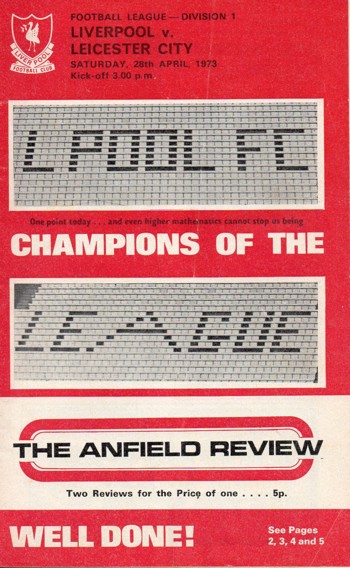 FOOTBALL LEAGUE — DIVISION 1
LIVERPOOL v.
LEICESTER CITY
SATURDAY, 28th APRIL, 1973
Kick-off 3.00 p.m.
LIVERPOOL
FOOTBALL CLUB
L POOL FC
One point today . . . and even higher mathematics cannot stop us being
CHAMPIONS OF THE
LEAGUE
THE ANFIELD REVIEW
Two Reviews for the Price of one . . . . 5p.
WELL DONE!
See Pages
2, 3, 4 and 5